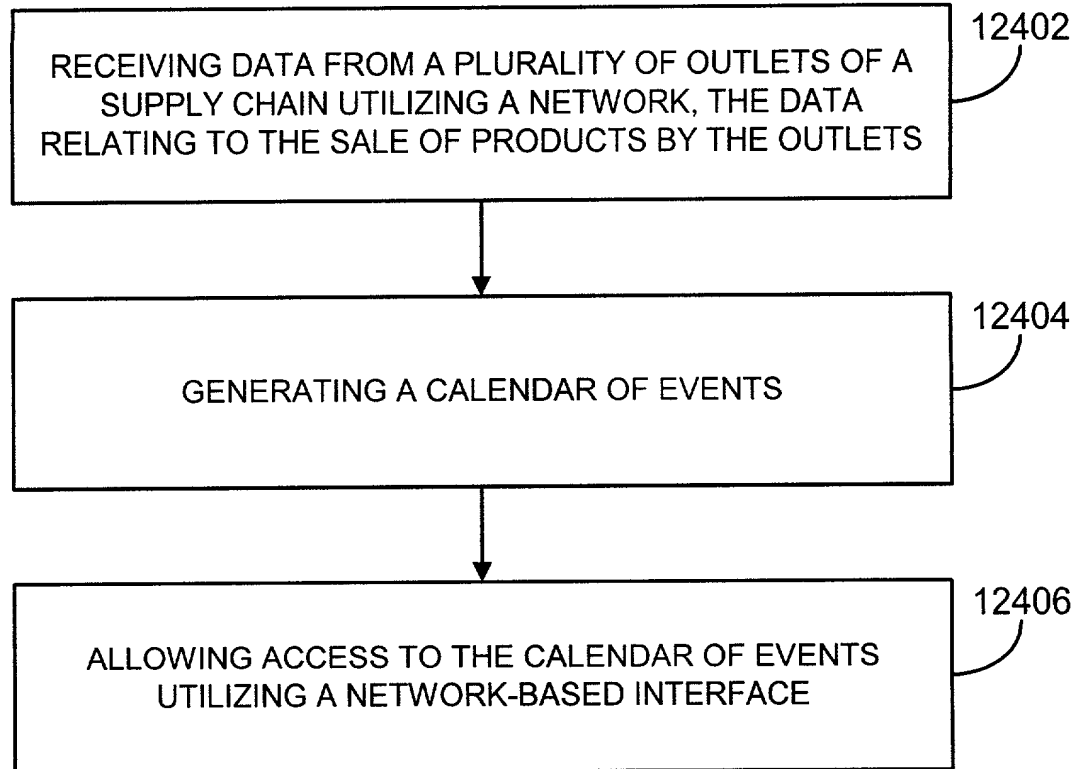 12402
RECEIVING DATA FROM A PLURALITY OF OUTLETS OF A
SUPPLY CHAIN UTILIZING A NETWORK, THE DATA
RELATING TO THE SALE OF PRODUCTS BY THE OUTLETS
12404
GENERATING A CALENDAR OF EVENTS
12406
ALLOWING ACCESS TO THE CALENDAR OF EVENTS
UTILIZING A NETWORK-BASED INTERFACE